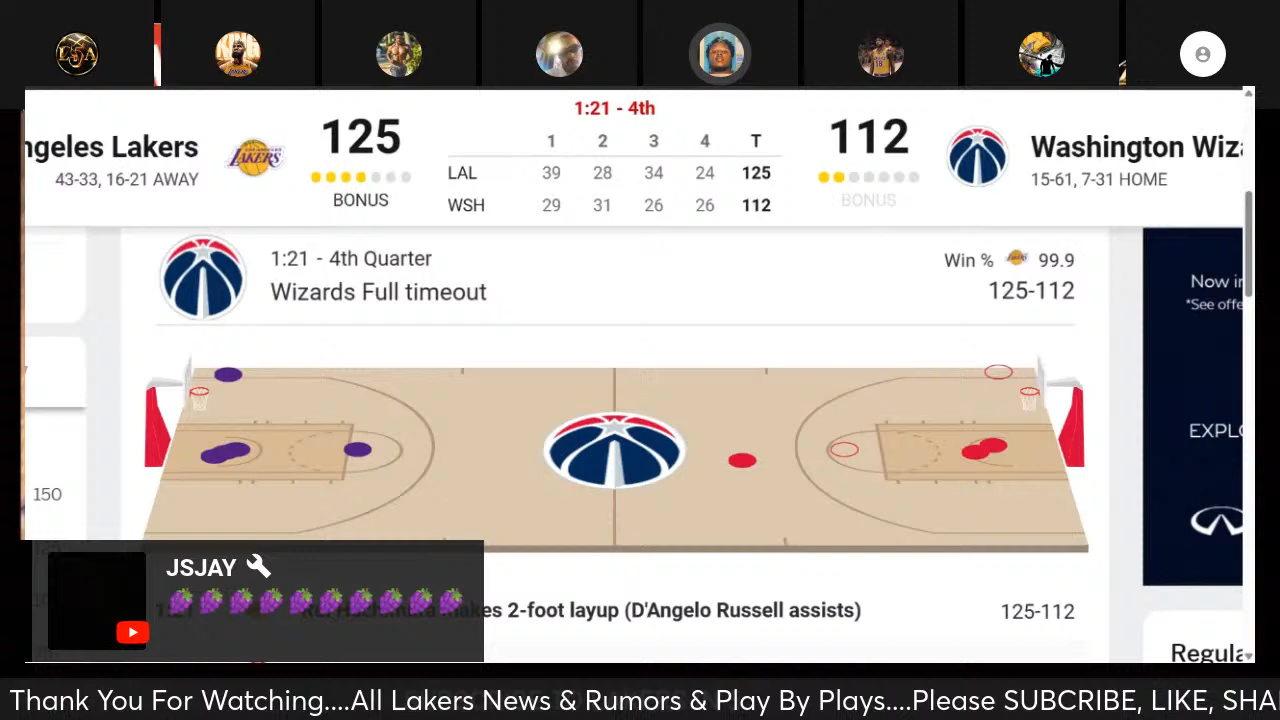 1:21 - 4th
ngeles Lakers
LAKERS
125
112
Washington Wiz
43-33, 16-21 AWAY
15-61, 7-31 HOME
BONUS
BONUS
1 2 3 4 T
LAL 39 28 34 24 125
WSH 29 31 26 26 112
1:21 - 4th Quarter
Win % 99.9
Wizards Full timeout
125-112
Now in
*See offe
EXPLO
150
JSJAY
makes 2-foot layup (D'Angelo Russell assists)
125-112
Regula
Thank You For Watching....All Lakers News & Rumors & Play By Plays....Please SUBCRIBE, LIKE, SHA